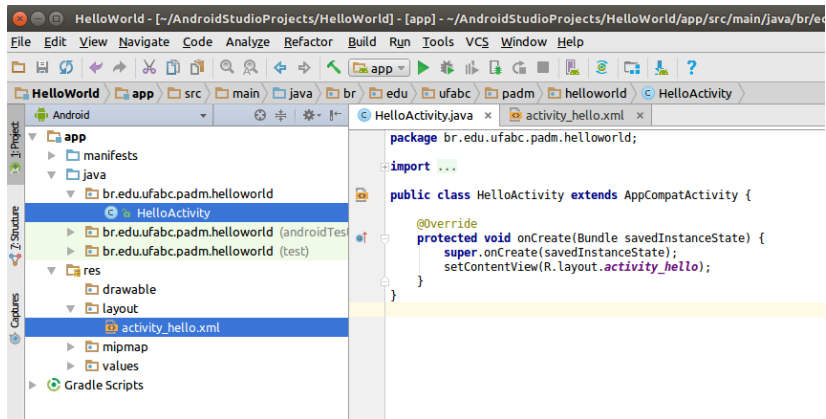 HelloWorld - [~/AndroidStudioProjects/HelloWorld] - [app] - ~/AndroidStudioProjects/HelloWorld/app/src/main/java/br/ec
File Edit View Navigate Code Analyze Refactor Build Run Tools VCS Window Help
app
HelloWorld app src main java br edu ufabc padm helloworld HelloActivity
1: Project
7: Structure
Captures
Android
app
manifests
java
br.edu.ufabc.padm.helloworld
HelloActivity
br.edu.ufabc.padm.helloworld (androidTest
br.edu.ufabc.padm.helloworld (test)
res
drawable
layout
activity_hello.xml
mipmap
values
Gradle Scripts
HelloActivity.java × activity_hello.xml ×
package br.edu.ufabc.padm.helloworld;
import ...
public class HelloActivity extends AppCompatActivity {
@Override
protected void onCreate(Bundle savedInstanceState) {
super.onCreate(savedInstanceState);
setContentView(R.layout.activity_hello);
}
}